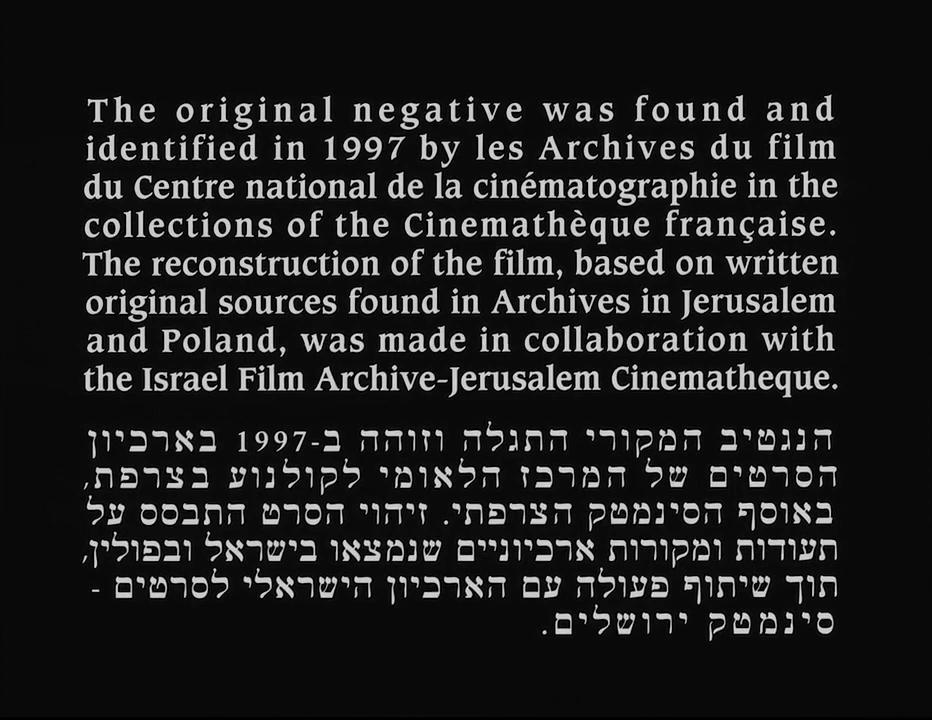 The original negative was found and
identified in 1997 by les Archives du film
du Centre national de la cinématographie in the
collections of the Cinemathèque française.
The reconstruction of the film, based on written
original sources found in Archives in Jerusalem
and Poland, was made in collaboration with
the Israel Film Archive-Jerusalem Cinematheque.
הנגטיב המקורי התגלה וזוהה ב-1997 בארכיון
הסרטים של המרכז הלאומי לקולנוע בצרפת,
באוסף הסינמטק הצרפתי. זיהוי הסרט התבסס על
תעודות ומקורות ארכיוניים שנמצאו בישראל ובפולין,
תוך שיתוף פעולה עם הארכיון הישראלי לסרטים -
סינמטק ירושלים.